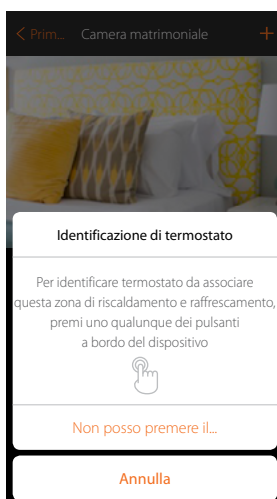 Prim... Camera matrimoniale +
Identificazione di termostato
Per identificare termostato da associare
questa zona di riscaldamento e raffrescamento,
premi uno qualunque dei pulsanti
a bordo del dispositivo
Non posso premere il...
Annulla